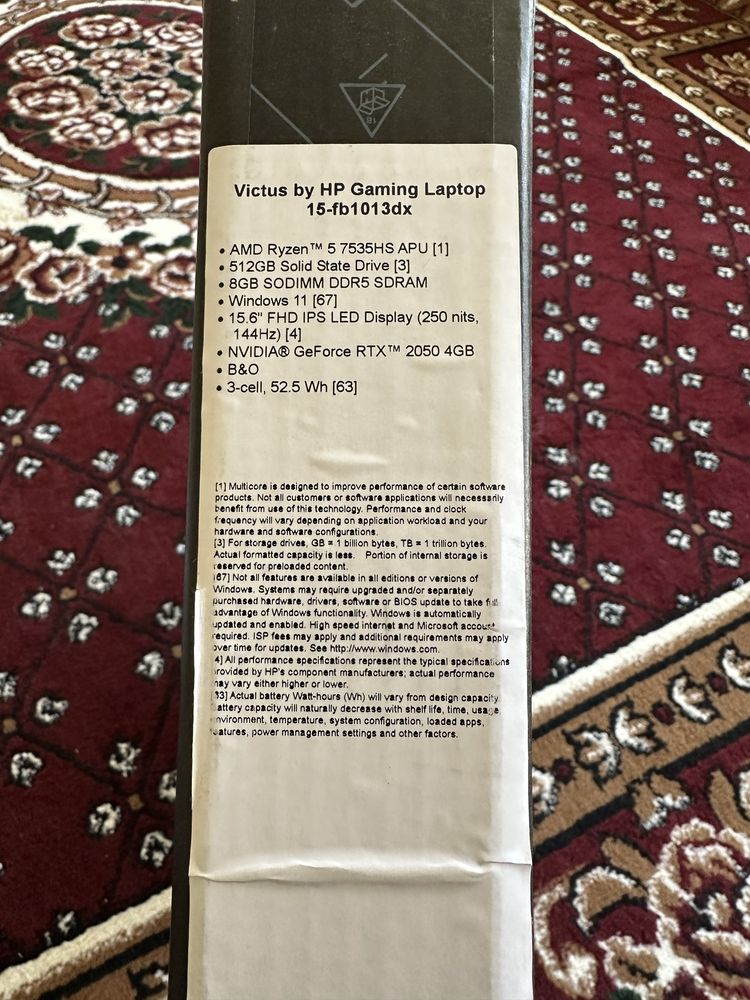 Victus by HP Gaming Laptop
15-fb1013dx
• AMD Ryzen™ 5 7535HS APU [1]
• 512GB Solid State Drive [3]
• 8GB SODIMM DDR5 SDRAM
• Windows 11 [67]
• 15.6" FHD IPS LED Display (250 nits,
144Hz) [4]
• NVIDIA® GeForce RTX™ 2050 4GB
• B&O
• 3-cell, 52.5 Wh [63]
[1] Multicore is designed to improve performance of certain software
products. Not all customers or software applications will necessarily
benefit from use of this technology. Performance and clock
frequency will vary depending on application workload and your
hardware and software configurations.
[3] For storage drives, GB = 1 billion bytes, TB = 1 trillion bytes.
Actual formatted capacity is less. Portion of internal storage is
reserved for preloaded content.
[67] Not all features are available in all editions or versions of
Windows. Systems may require upgraded and/or separately
purchased hardware, drivers, software or BIOS update to take full
advantage of Windows functionality. Windows is automatically
updated and enabled. High speed internet and Microsoft account
required. ISP fees may apply and additional requirements may apply
over time for updates. See http://www.windows.com.
4] All performance specifications represent the typical specifications
provided by HP's component manufacturers; actual performance
may vary either higher or lower.
63] Actual battery Watt-hours (Wh) will vary from design capacity.
attery capacity will naturally decrease with shelf life, time, usage,
environment, temperature, system configuration, loaded apps,
features, power management settings and other factors.